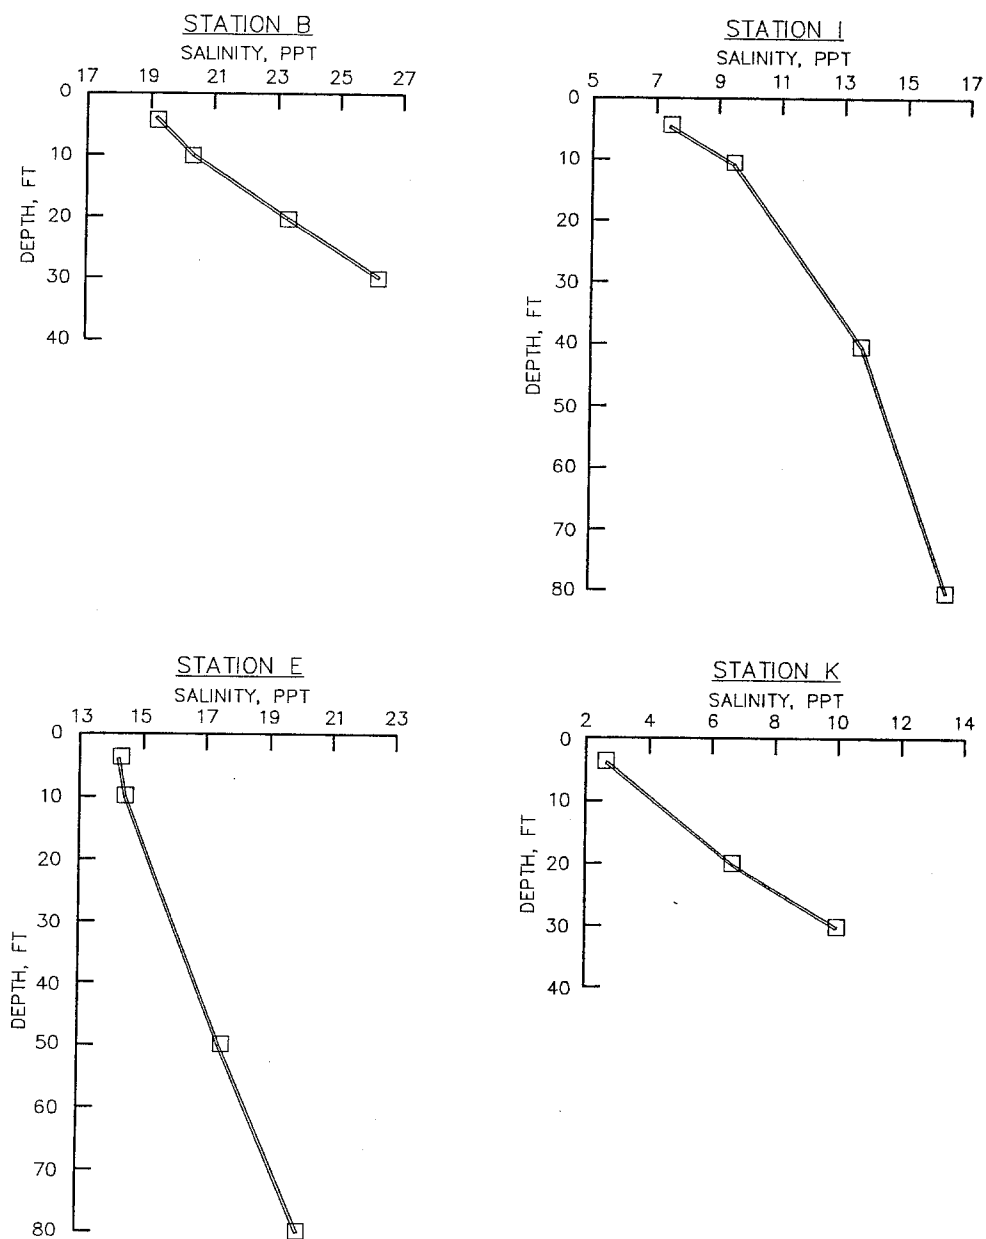 STATION B
SALINITY, PPT
17 19 21 23 25 27
0
10
20
30
40
DEPTH, FT
STATION I
SALINITY, PPT
5 7 9 11 13 15 17
0
10
20
30
40
50
60
70
80
DEPTH, FT
STATION E
SALINITY, PPT
13 15 17 19 21 23
0
10
20
30
40
50
60
70
80
DEPTH, FT
STATION K
SALINITY, PPT
2 4 6 8 10 12 14
0
10
20
30
40
DEPTH, FT